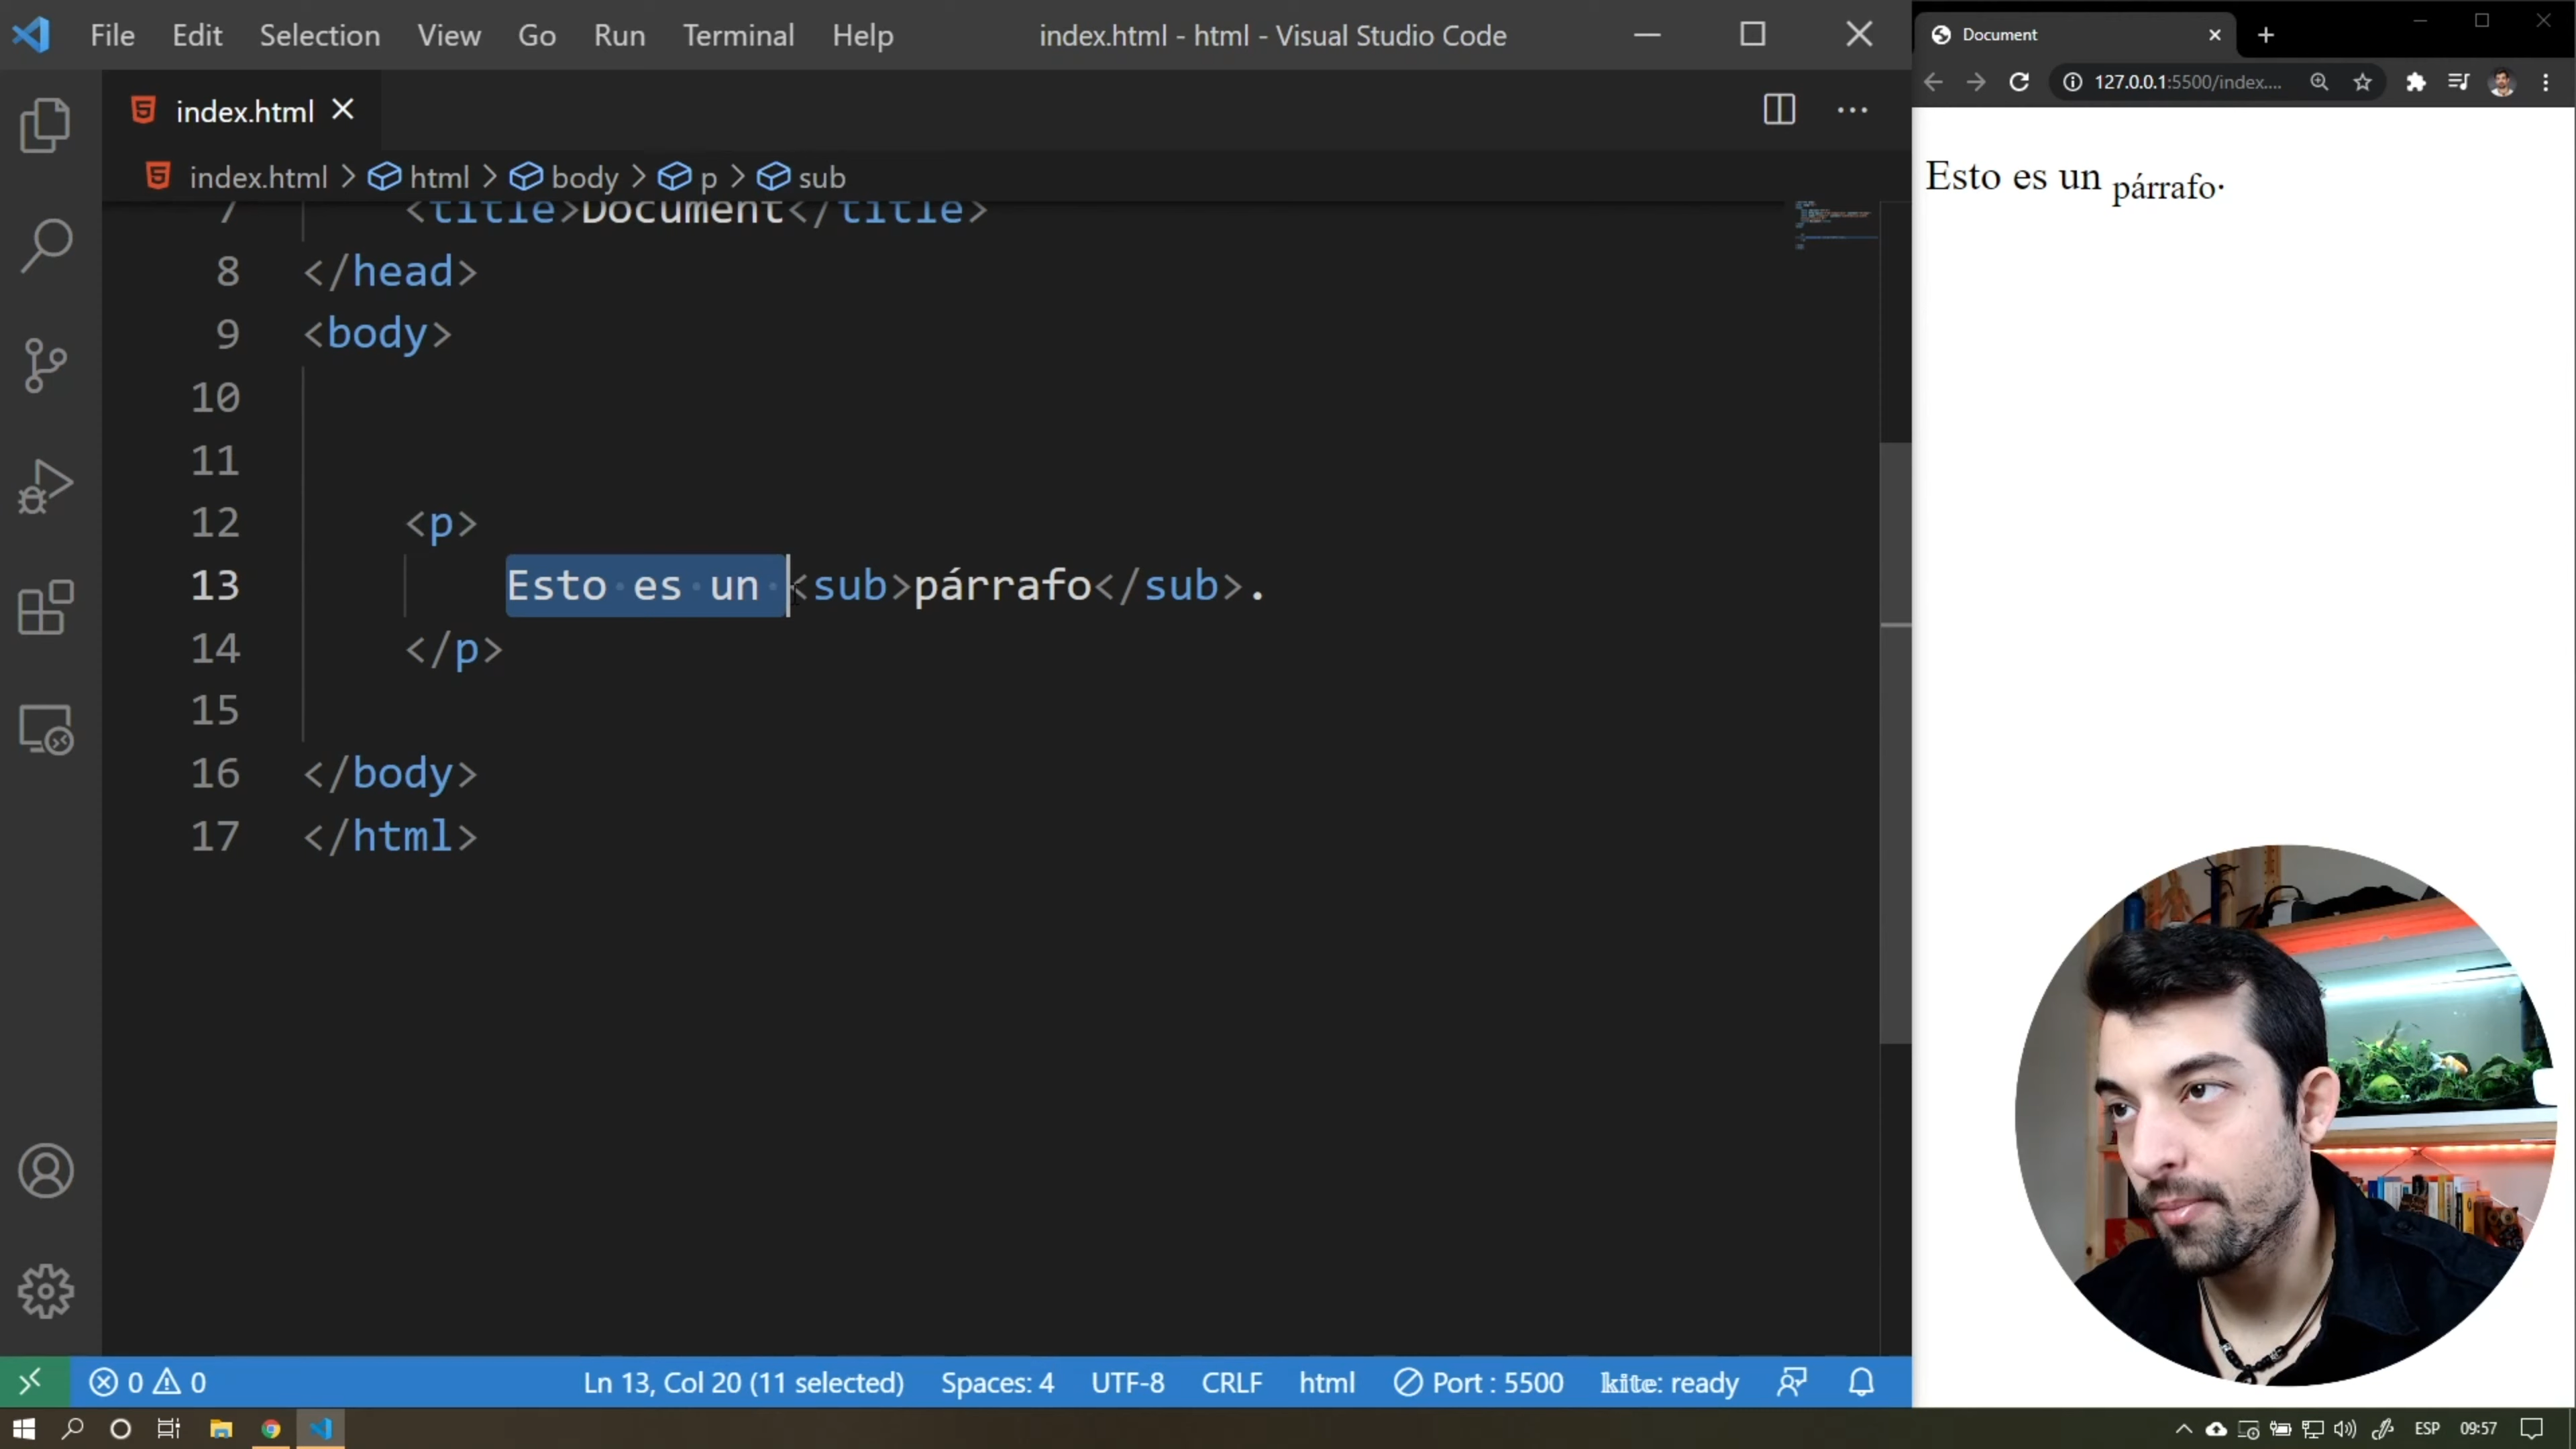 File Edit Selection View Go Run Terminal Help index.html - html - Visual Studio Code
index.html
index.html > html > body > p > sub
7 <title>Document</title>
8 </head>
9 <body>
10
11
12 <p>
13 Esto es un <sub>párrafo</sub>.
14 </p>
15
16 </body>
17 </html>
0 0 Ln 13, Col 20 (11 selected) Spaces: 4 UTF-8 CRLF html Port : 5500 kite: ready
Document
127.0.0.1:5500/index....
Esto es un párrafo.
ESP 09:57